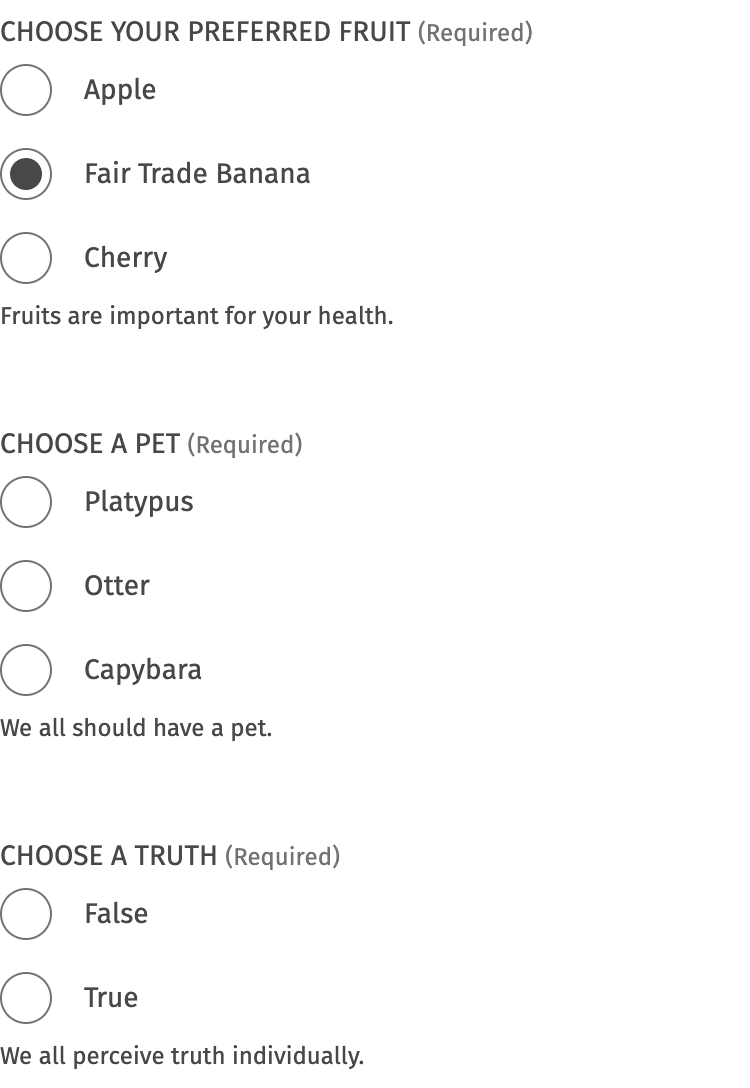 CHOOSE YOUR PREFERRED FRUIT (Required)
Apple
Fair Trade Banana
Cherry
Fruits are important for your health.
CHOOSE A PET (Required)
Platypus
Otter
Capybara
We all should have a pet.
CHOOSE A TRUTH (Required)
False
True
We all perceive truth individually.